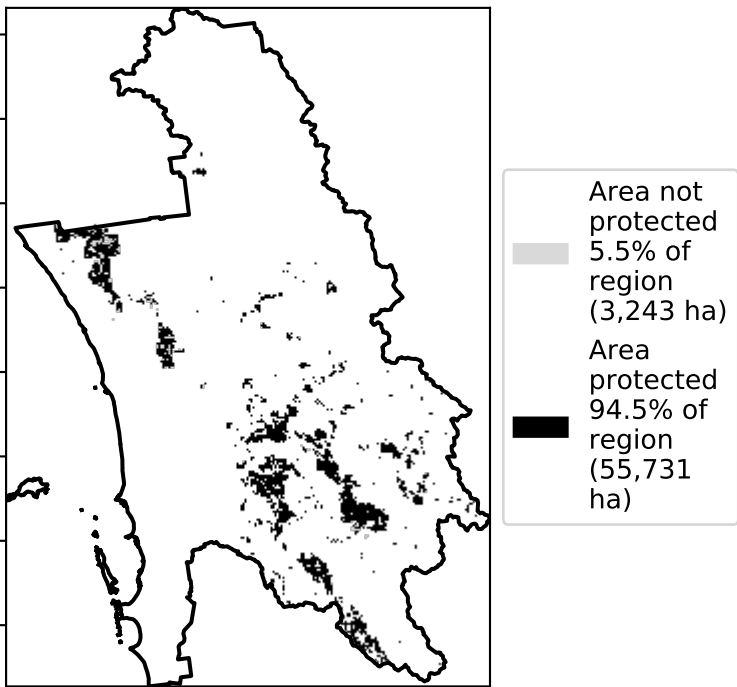 Area not
protected
5.5% of
region
(3,243 ha)
Area
protected
94.5% of
region
(55,731
ha)